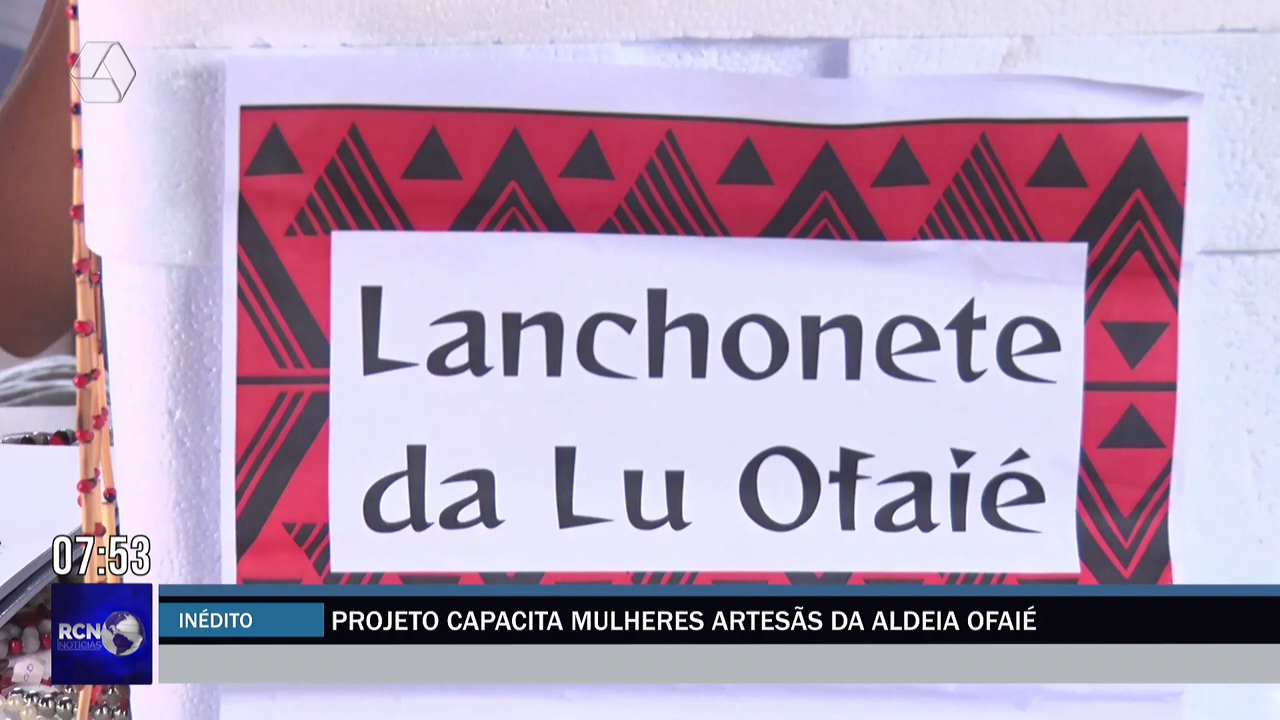 Lanchonete
da Lu Ofaié
07:53
RCN
NOTÍCIAS
INÉDITO
PROJETO CAPACITA MULHERES ARTESÃS DA ALDEIA OFAIÉ